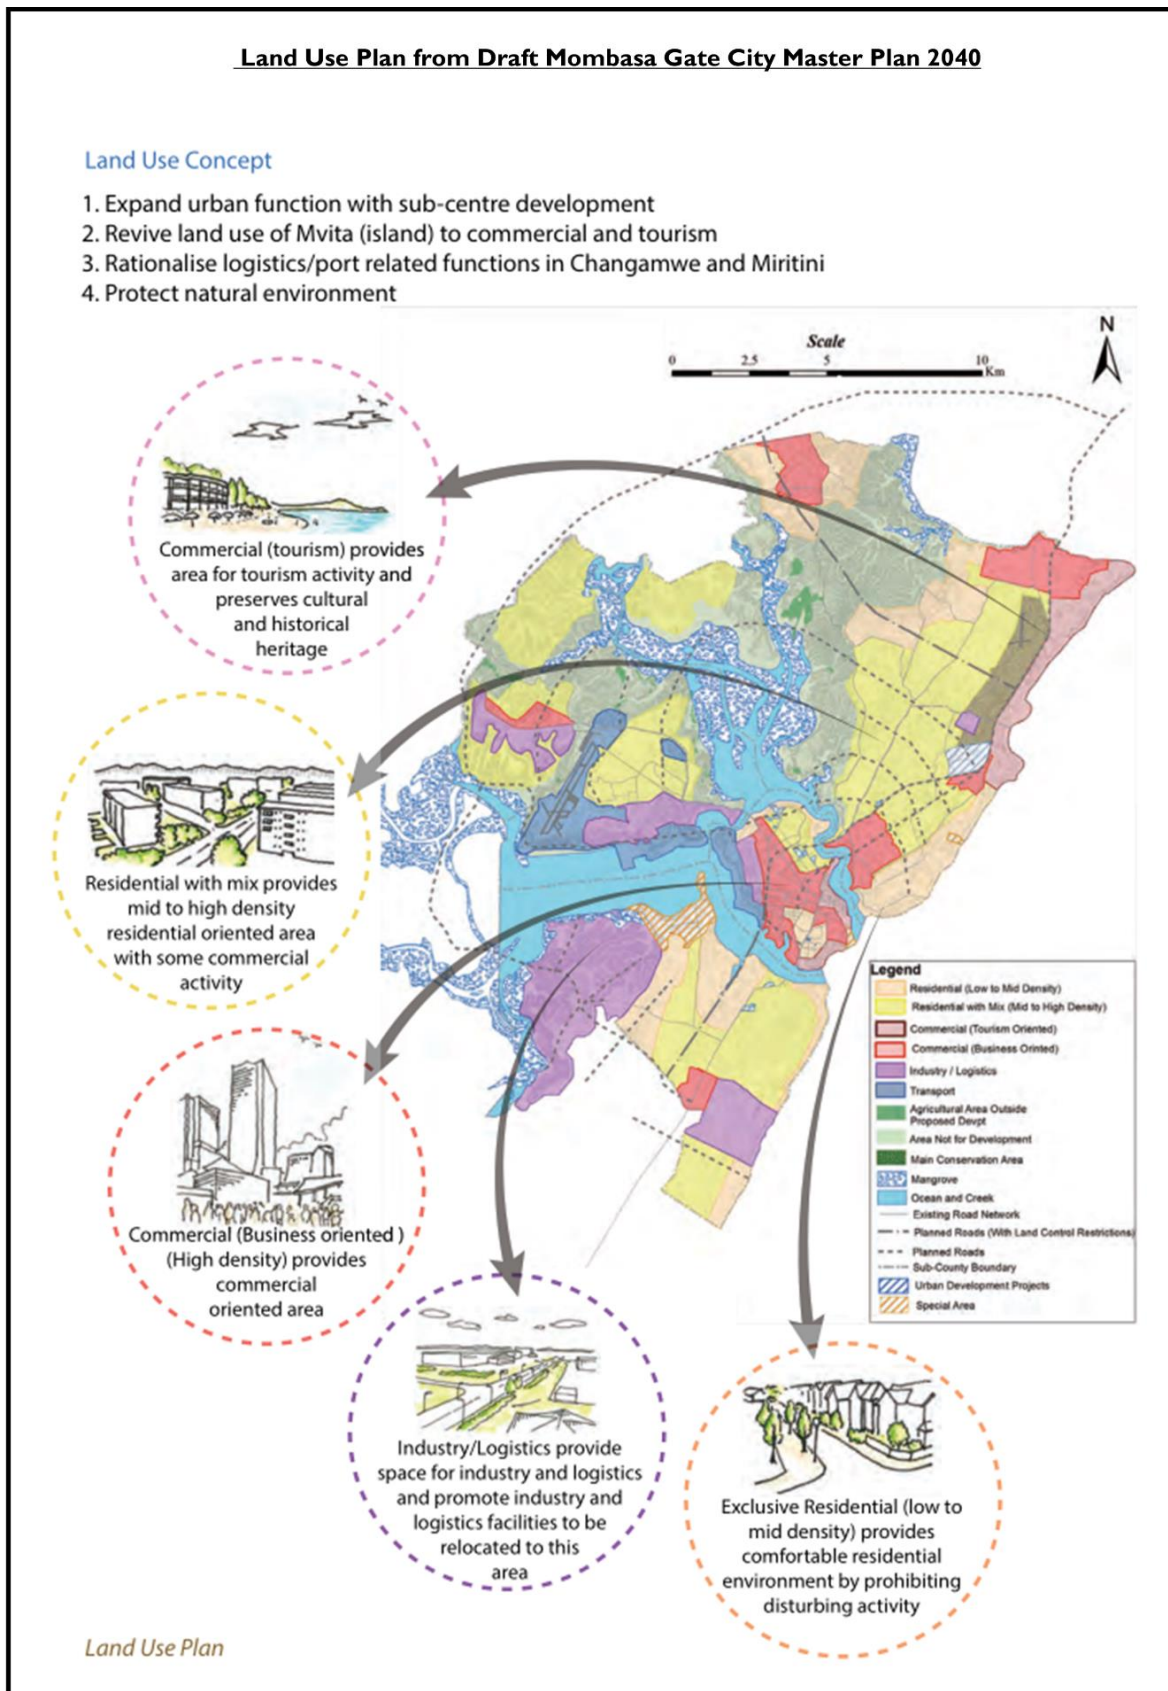 Land Use Plan from Draft Mombasa Gate City Master Plan 2040
Land Use Concept
1. Expand urban function with sub-centre development
2. Revive land use of Mvita (island) to commercial and tourism
3. Rationalise logistics/port related functions in Changamwe and Miritini
4. Protect natural environment
N
Scale
0 2.5 5 10
Km
Commercial (tourism) provides
area for tourism activity and
preserves cultural
and historical
heritage
Residential with mix provides
mid to high density
residential oriented area
with some commercial
activity
Legend
Residential (Low to Mid Density)
Residential with Mix (Mid to High Density)
Commercial (Tourism Oriented)
Commercial (Business Orinted)
Industry / Logistics
Transport
Agricultural Area Outside
Proposed Devpt
Area Not for Development
Main Conservation Area
Mangrove
Ocean and Creek
Existing Road Network
Planned Roads (With Land Control Restrictions)
Planned Roads
Sub-County Boundary
Urban Development Projects
Special Area
Commercial (Business oriented )
(High density) provides
commercial
oriented area
Industry/Logistics provide
space for industry and logistics
and promote industry and
logistics facilities to be
relocated to this
area
Exclusive Residential (low to
mid density) provides
comfortable residential
environment by prohibiting
disturbing activity
Land Use Plan